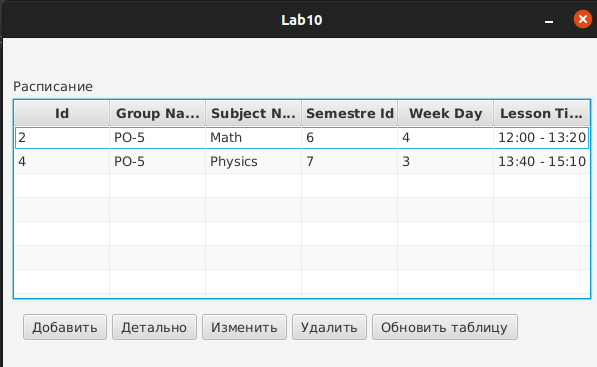 Lab10
Расписание
Id Group Na... Subject N... Semestre Id Week Day Lesson Ti...
2 PO-5 Math 6 4 12:00 - 13:20
4 PO-5 Physics 7 3 13:40 - 15:10
Добавить Детально Изменить Удалить Обновить таблицу